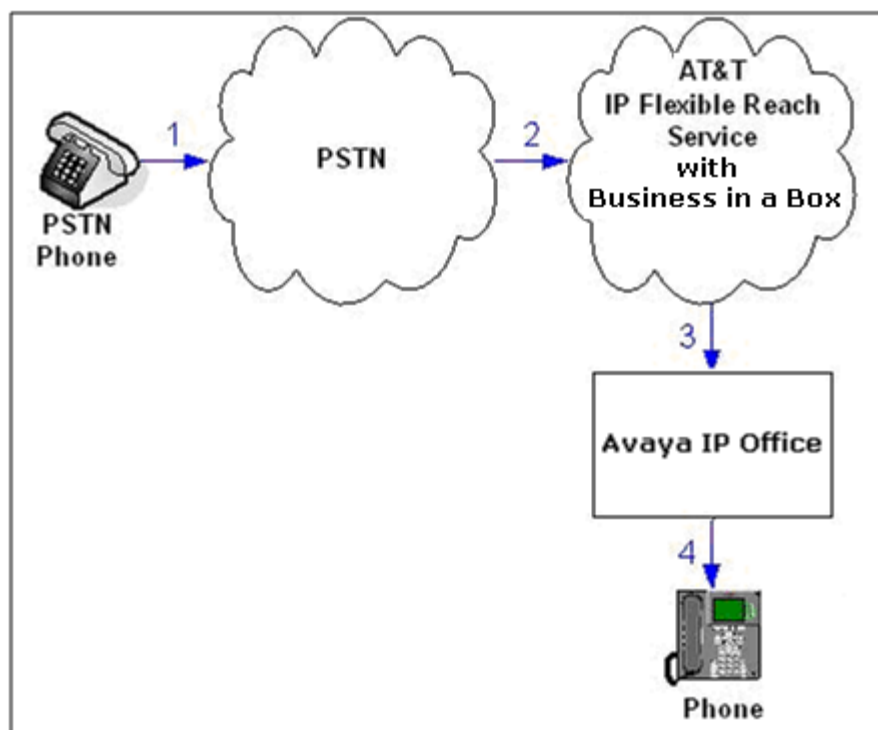 1
PSTN
Phone
PSTN
2
AT&T
IP Flexible Reach
Service
with
Business in a Box
3
Avaya IP Office
4
Phone